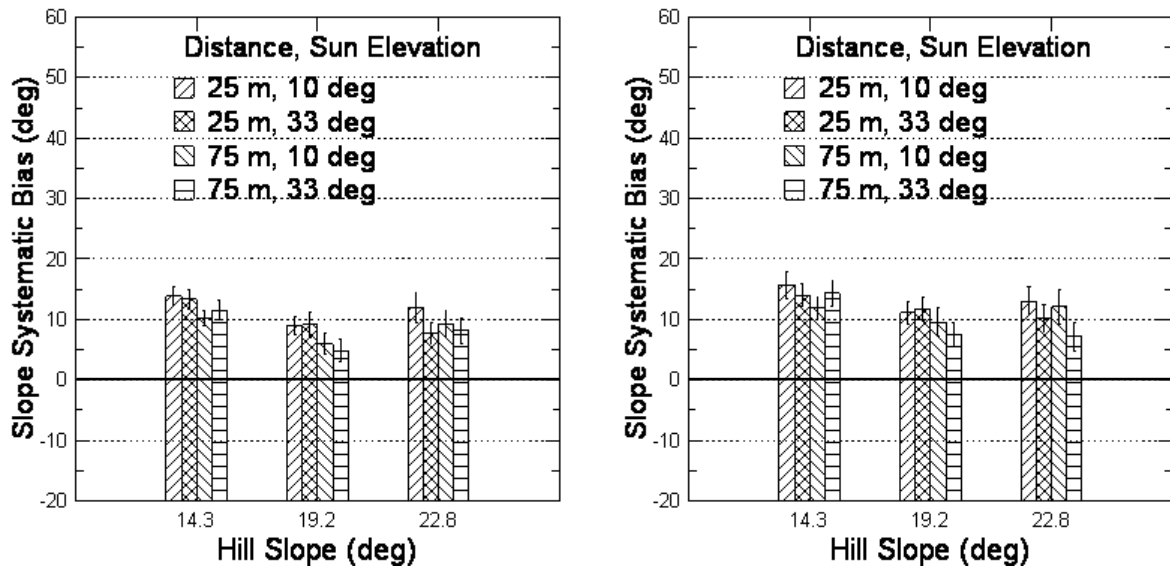 60
50
40
30
20
10
0
-10
-20
Slope Systematic Bias (deg)
Distance, Sun Elevation
25 m, 10 deg
25 m, 33 deg
75 m, 10 deg
75 m, 33 deg
14.3 19.2 22.8
Hill Slope (deg)
60
50
40
30
20
10
0
-10
-20
Slope Systematic Bias (deg)
Distance, Sun Elevation
25 m, 10 deg
25 m, 33 deg
75 m, 10 deg
75 m, 33 deg
14.3 19.2 22.8
Hill Slope (deg)